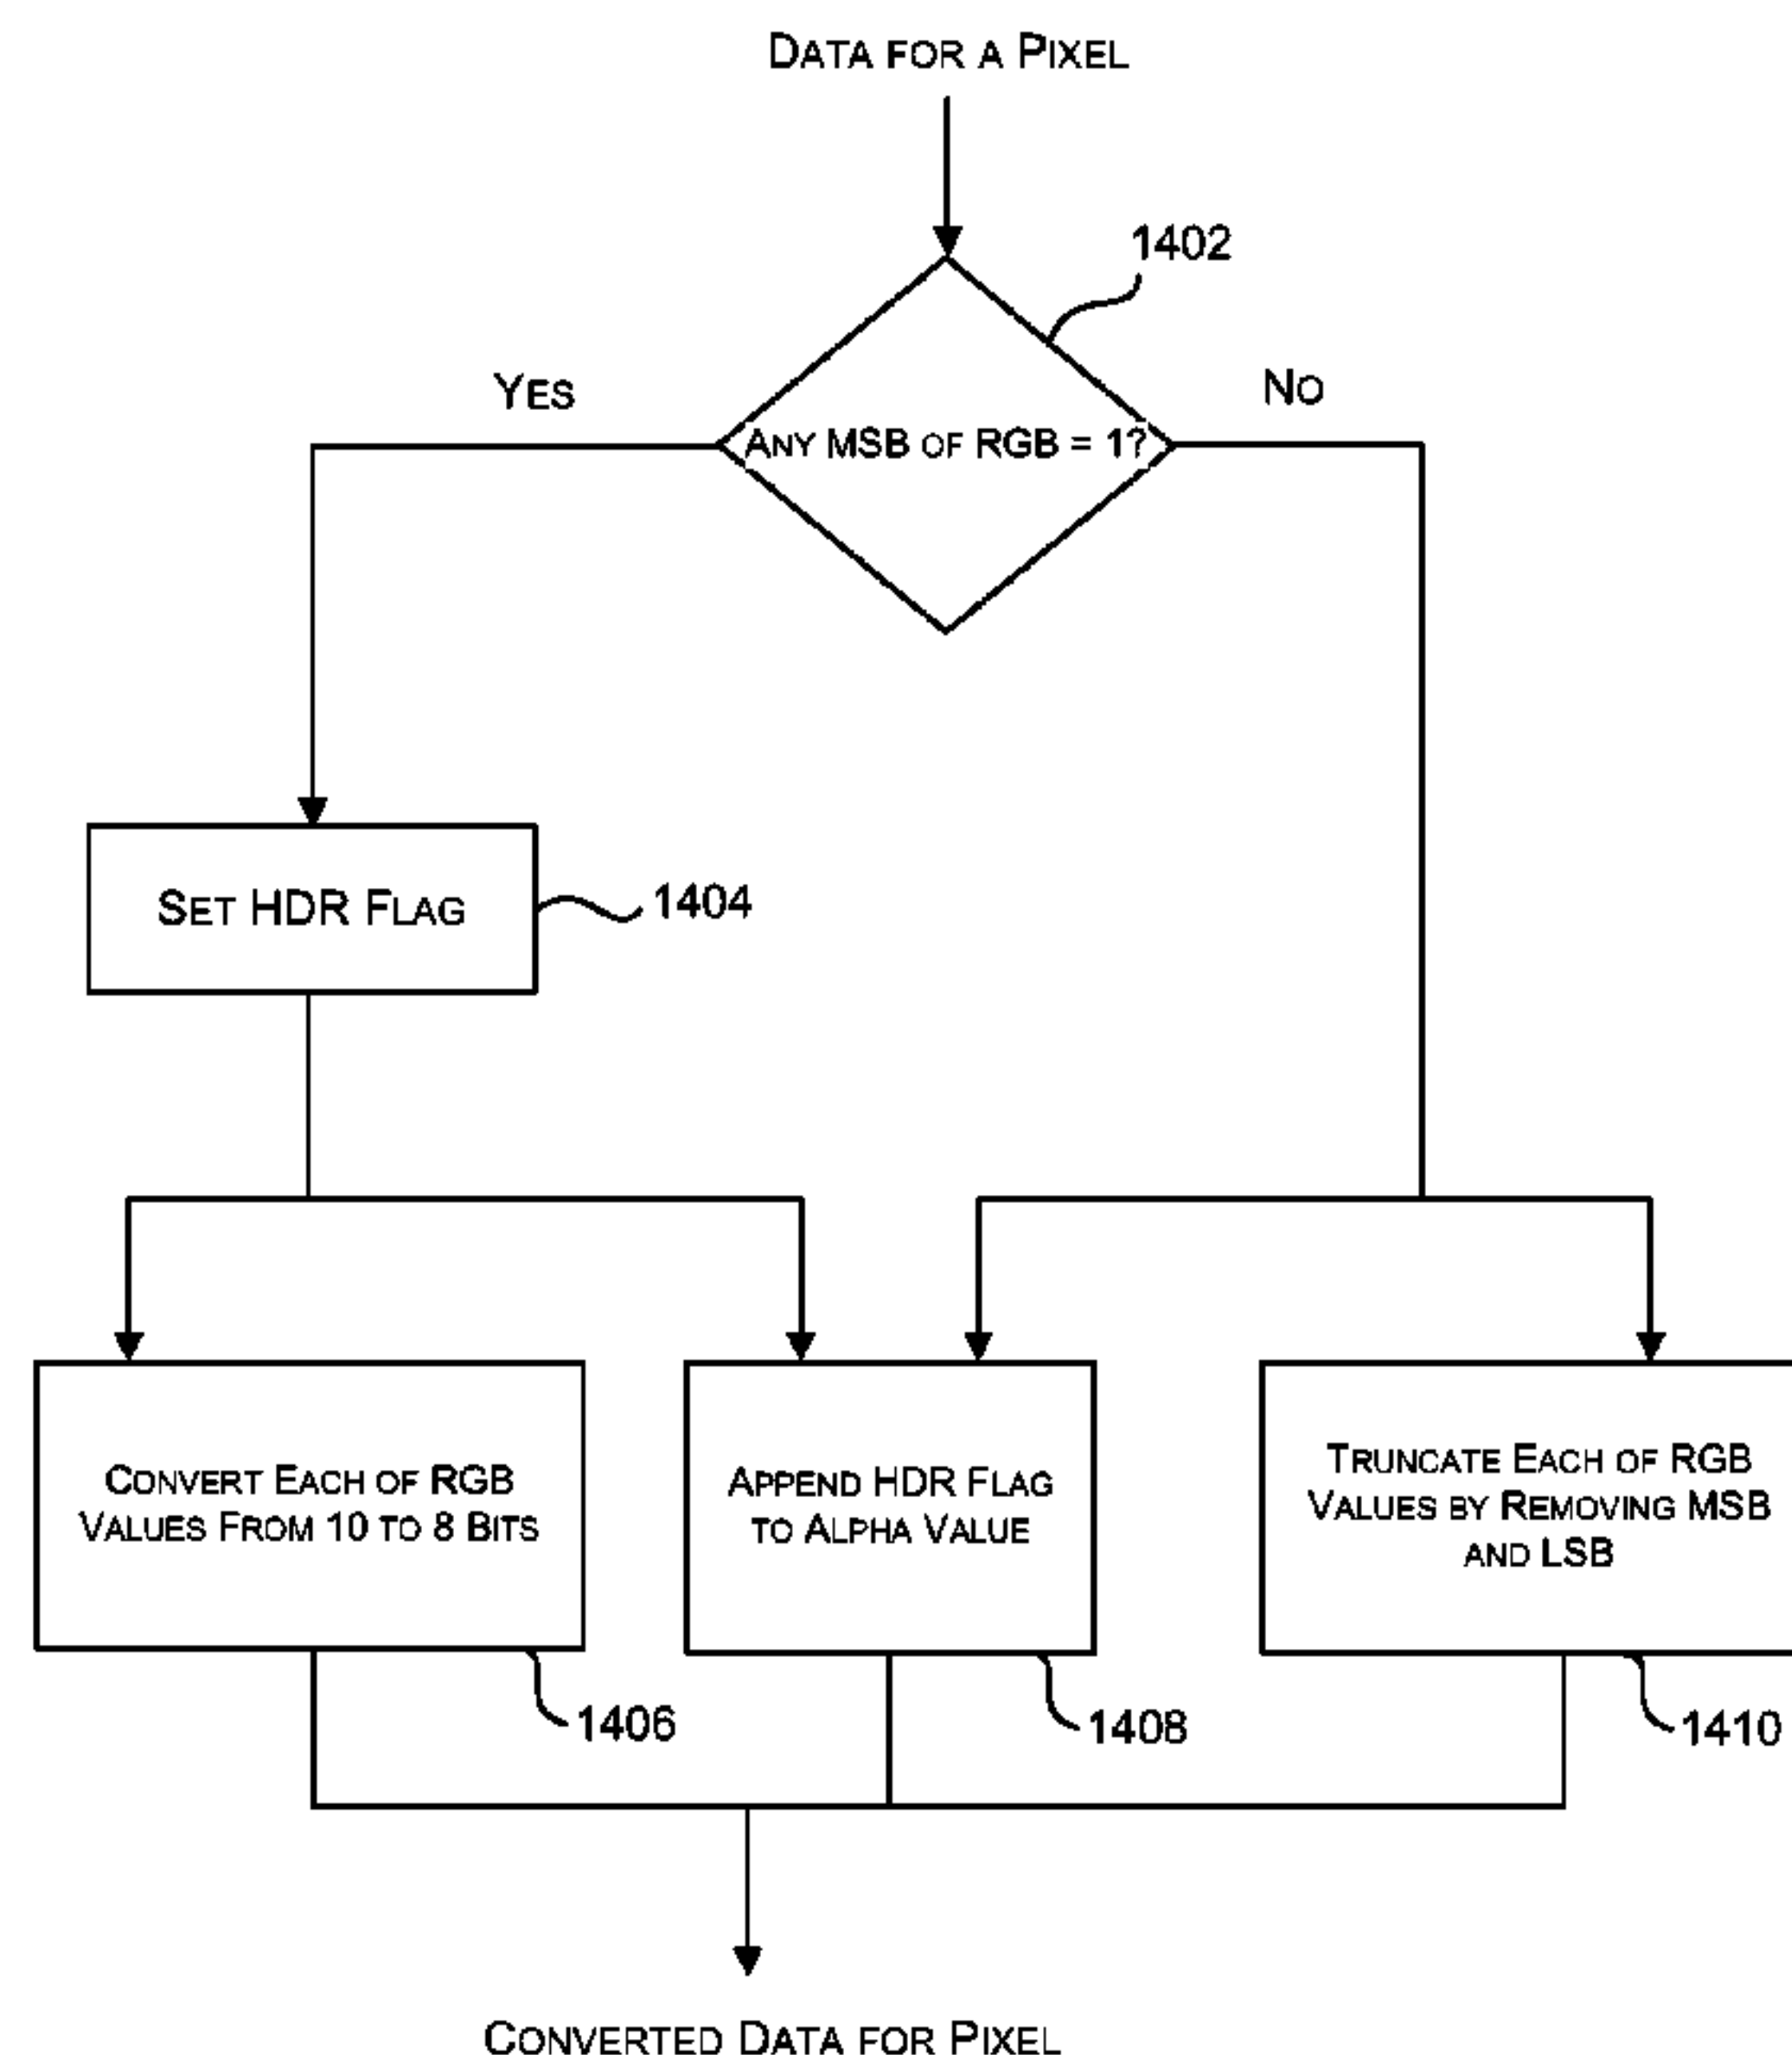 DATA FOR A PIXEL
1402
YES
NO
ANY MSB OF RGB = 1?
SET HDR FLAG
1404
CONVERT EACH OF RGB
VALUES FROM 10 TO 8 BITS
APPEND HDR FLAG
TO ALPHA VALUE
TRUNCATE EACH OF RGB
VALUES BY REMOVING MSB
AND LSB
1406
1408
1410
CONVERTED DATA FOR PIXEL